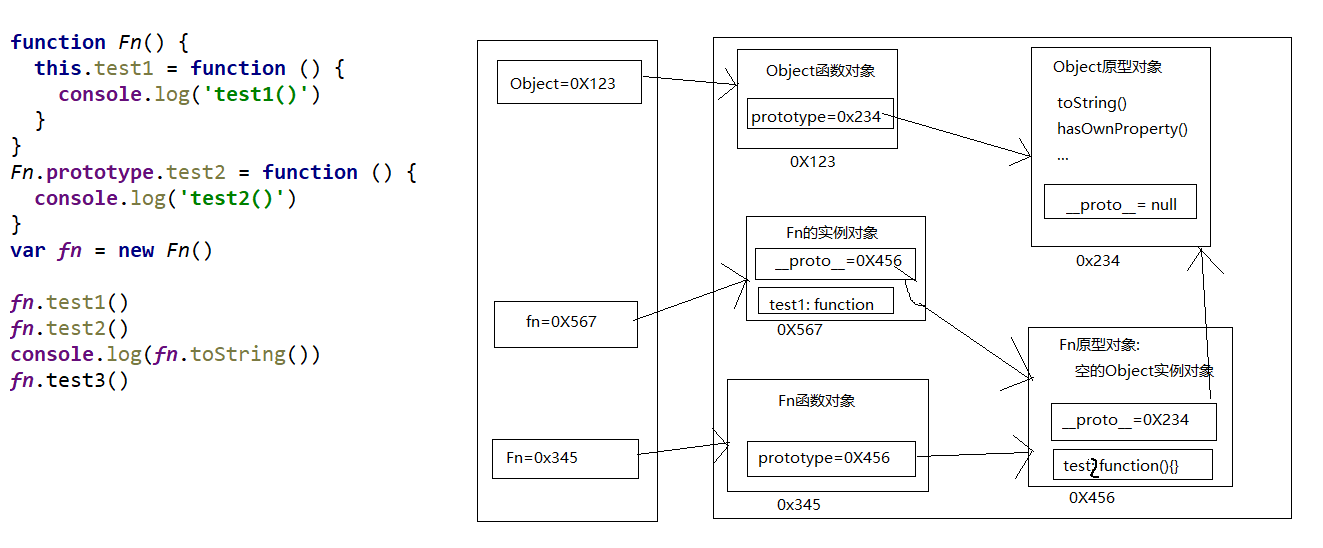 function Fn() {
this.test1 = function () {
console.log('test1()')
}
}
Fn.prototype.test2 = function () {
console.log('test2()')
}
var fn = new Fn()
fn.test1()
fn.test2()
console.log(fn.toString())
fn.test3()
Object=0X123
fn=0X567
Fn=0x345
Object函数对象
prototype=0x234
0X123
Fn的实例对象
__proto__=0X456
test1: function
0X567
Fn函数对象
prototype=0X456
0x345
Object原型对象
toString()
hasOwnProperty()
...
__proto__= null
0x234
Fn原型对象:
空的Object实例对象
__proto__=0X234
test2function(){}
0X456